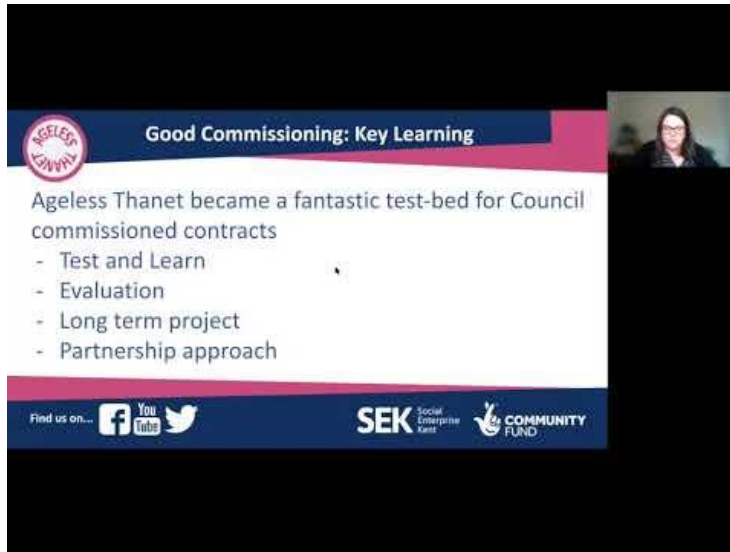 AGELESS
THANET
Good Commissioning: Key Learning
Ageless Thanet became a fantastic test-bed for Council
commissioned contracts
- Test and Learn
- Evaluation
- Long term project
- Partnership approach
Find us on...
f
You
Tube
SEK
Social
Enterprise
Kent
COMMUNITY
FUND